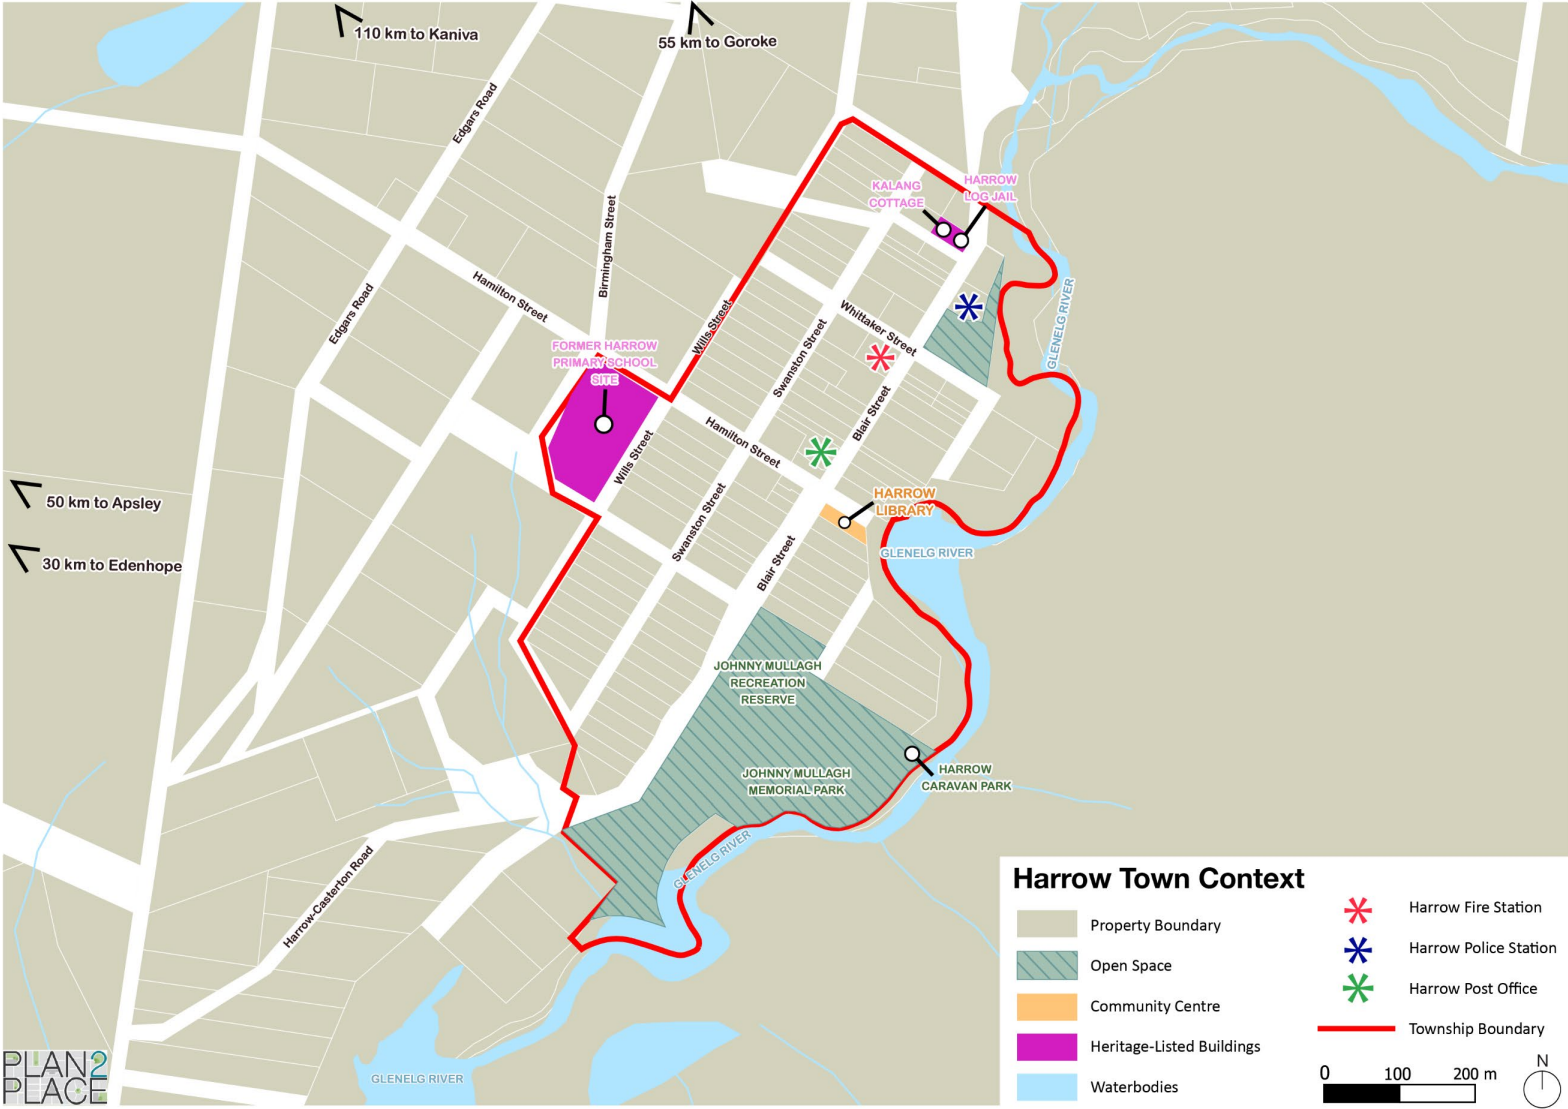 110 km to Kaniva
55 km to Goroke
Edgars Road
KALANG
COTTAGE
HARROW
LOG JAIL
Birmingham Street
Hamilton Street
Edgars Road
Wills Street
Whittaker Street
GLENELG RIVER
Swanston Street
FORMER HARROW
PRIMARY SCHOOL
SITE
Blair Street
Hamilton Street
Wills Street
50 km to Apsley
HARROW
LIBRARY
Swanston Street
Blair Street
GLENELG RIVER
30 km to Edenhope
JOHNNY MULLAGH
RECREATION
RESERVE
JOHNNY MULLAGH
MEMORIAL PARK
HARROW
CARAVAN PARK
GLENELG RIVER
Harrow-Casterton Road
GLENELG RIVER
PLAN2
PLACE
Harrow Town Context
Property Boundary
Open Space
Community Centre
Heritage-Listed Buildings
Waterbodies
Harrow Fire Station
Harrow Police Station
Harrow Post Office
Township Boundary
0 100 200 m
N